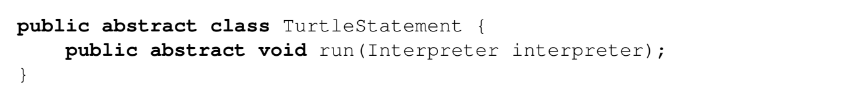 public abstract class TurtleStatement {
    public abstract void run(Interpreter interpreter);
}